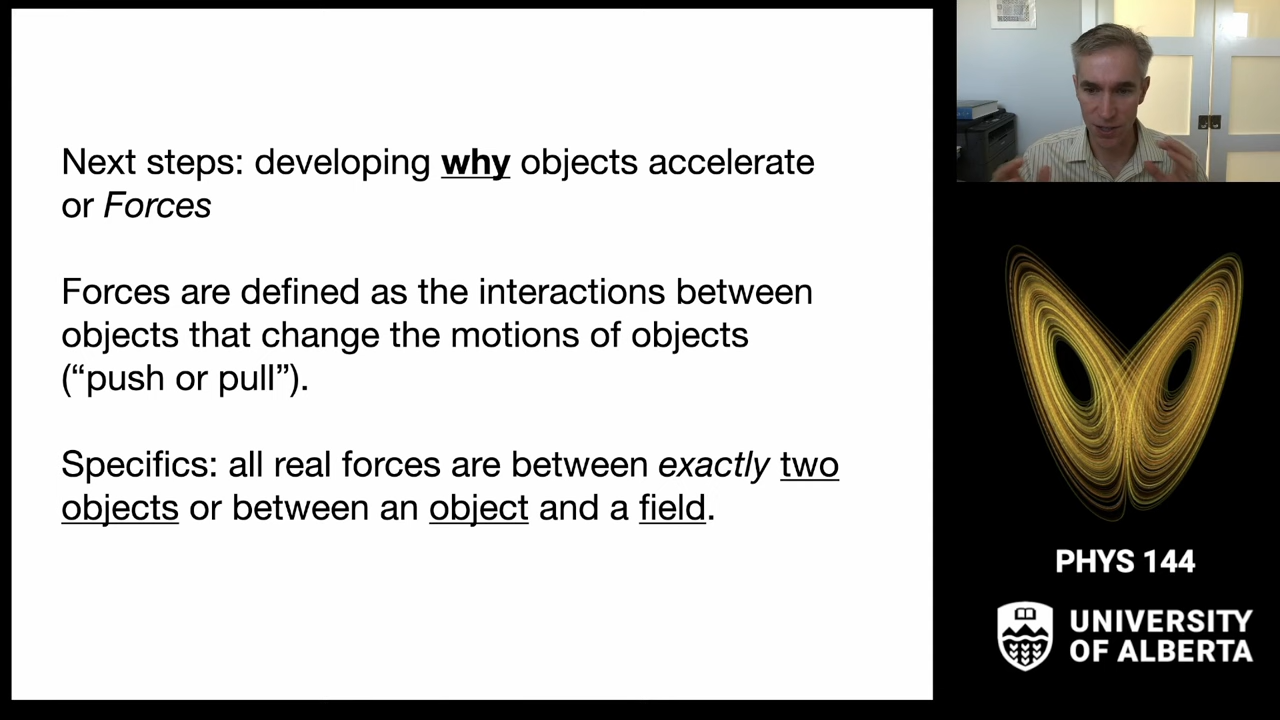 Next steps: developing why objects accelerate
or Forces
Forces are defined as the interactions between
objects that change the motions of objects
(“push or pull”).
Specifics: all real forces are between exactly two
objects or between an object and a field.
PHYS 144
UNIVERSITY
OF ALBERTA